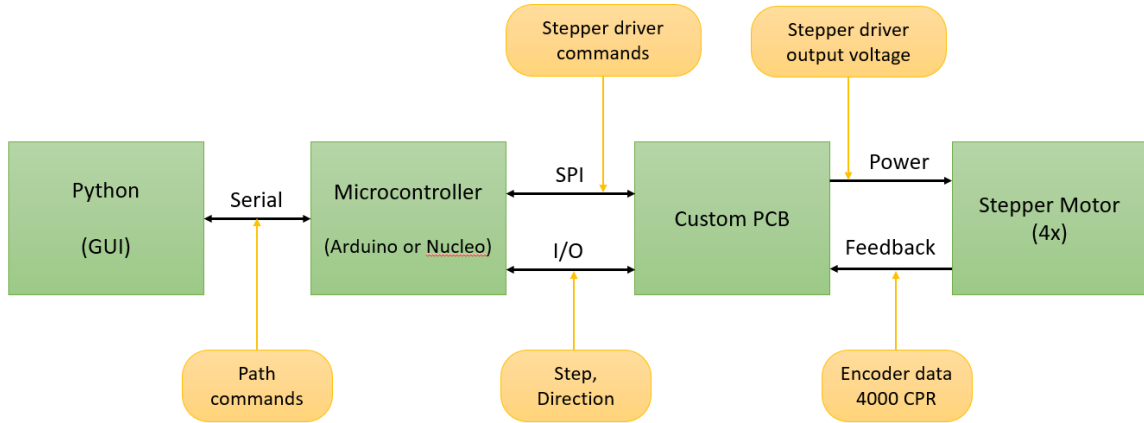 Stepper driver
commands
Stepper driver
output voltage
Python
(GUI)
Serial
Microcontroller
(Arduino or Nucleo)
SPI
I/O
Custom PCB
Power
Feedback
Stepper Motor
(4x)
Path
commands
Step,
Direction
Encoder data
4000 CPR